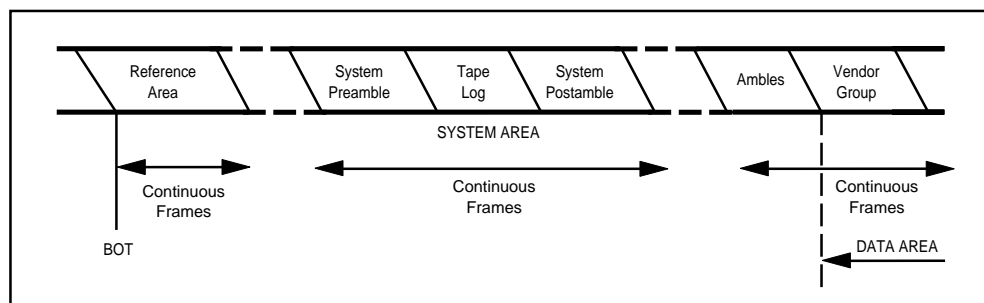 Reference
Area
System
Preamble
Tape
Log
System
Postamble
Ambles
Vendor
Group
SYSTEM AREA
Continuous
Frames
Continuous
Frames
Continuous
Frames
BOT
DATA AREA